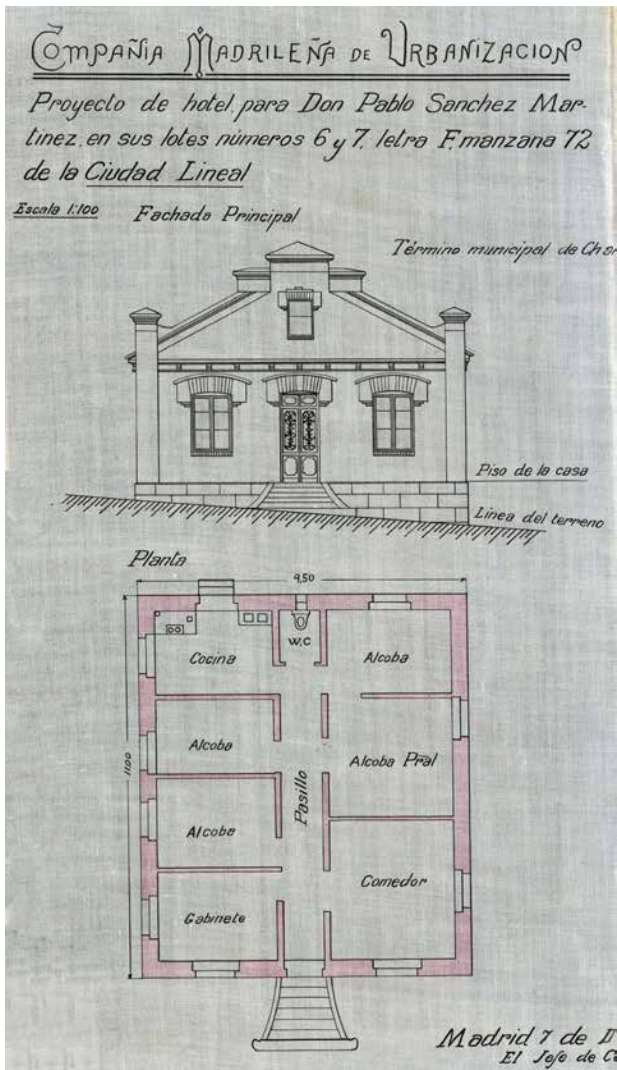 COMPAÑIA MADRILEÑA DE URBANIZACION
Proyecto de hotel, para Don Pablo Sanchez Mar-
tinez, en sus lotes números 6 y 7, letra F, manzana 72
de la Ciudad Lineal
Escala 1:100 Fachada Principal
Término municipal de
Piso de la casa
Linea del terreno
Planta
9,50
W.C
Cocina
Alcoba
Alcoba
Alcoba Pral
11,00
Pasillo
Alcoba
Comedor
Gabinete
Madrid 7 de
El Jefe de